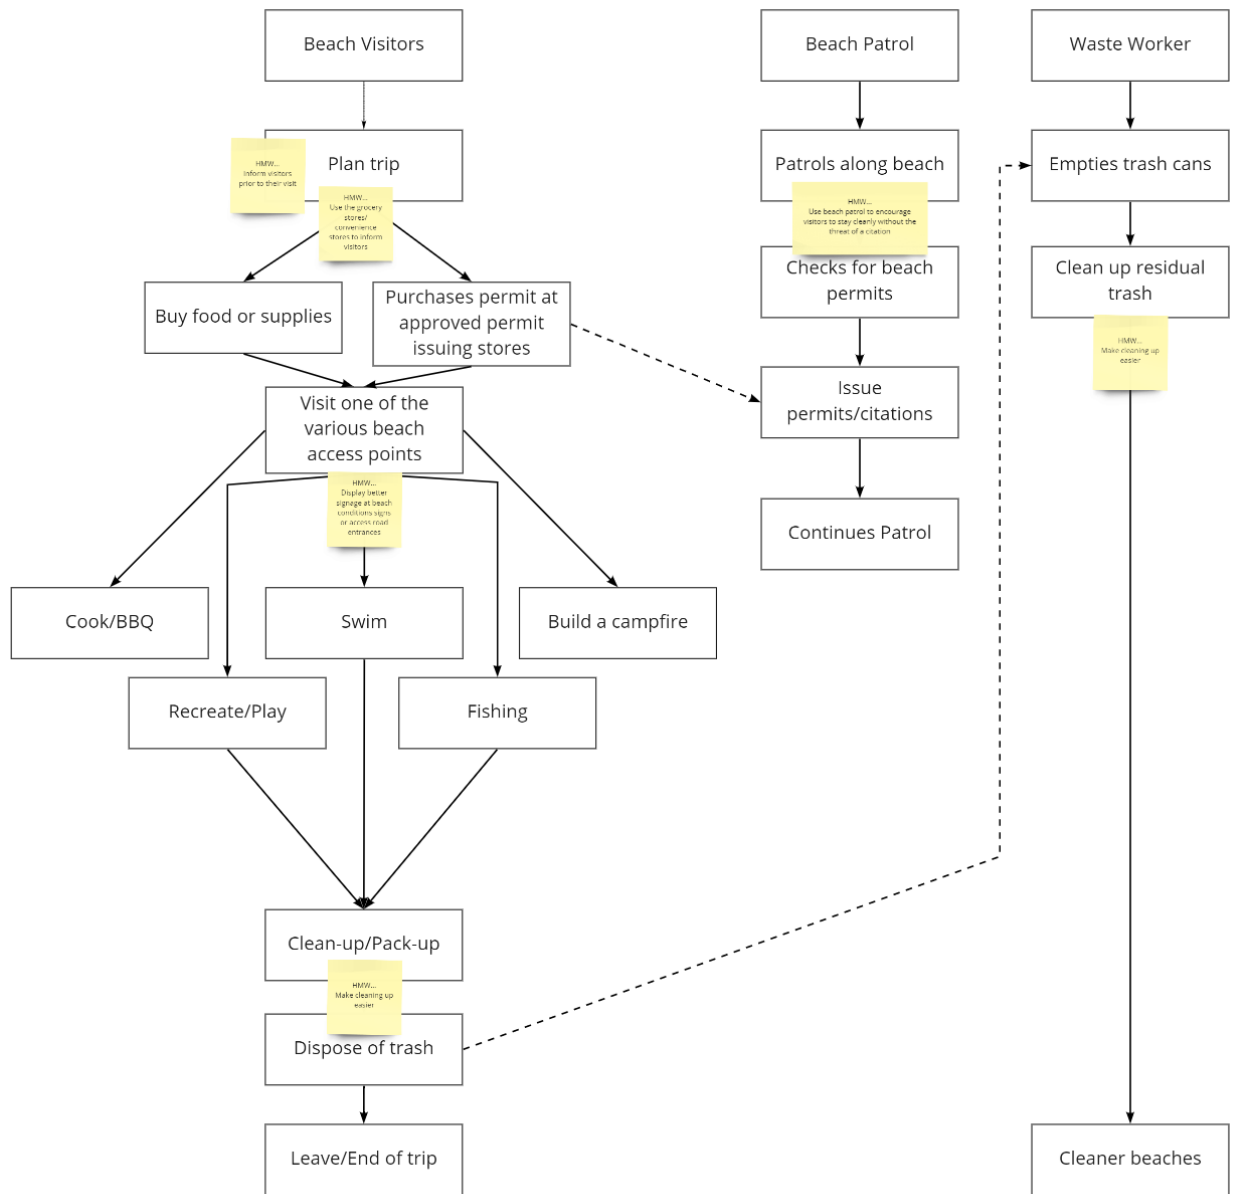 Beach Visitors
Beach Patrol
Waste Worker
Plan trip
HMW...
Inform visitors
prior to their visit
HMW...
Use the grocery
stores/
convenience
stores to inform
visitors
Patrols along beach
HMW...
Use beach patrol to encourage
visitors to stay cleanly without the
threat of a citation
Empties trash cans
Buy food or supplies
Purchases permit at
approved permit
issuing stores
Checks for beach
permits
Clean up residual
trash
HMW...
Make cleaning up
easier
Visit one of the
various beach
access points
Issue
permits/citations
HMW...
Display better
signage at beach
conditions signs
or access road
entrances
Continues Patrol
Cook/BBQ
Swim
Build a campfire
Recreate/Play
Fishing
Clean-up/Pack-up
HMW...
Make cleaning up
easier
Dispose of trash
Leave/End of trip
Cleaner beaches